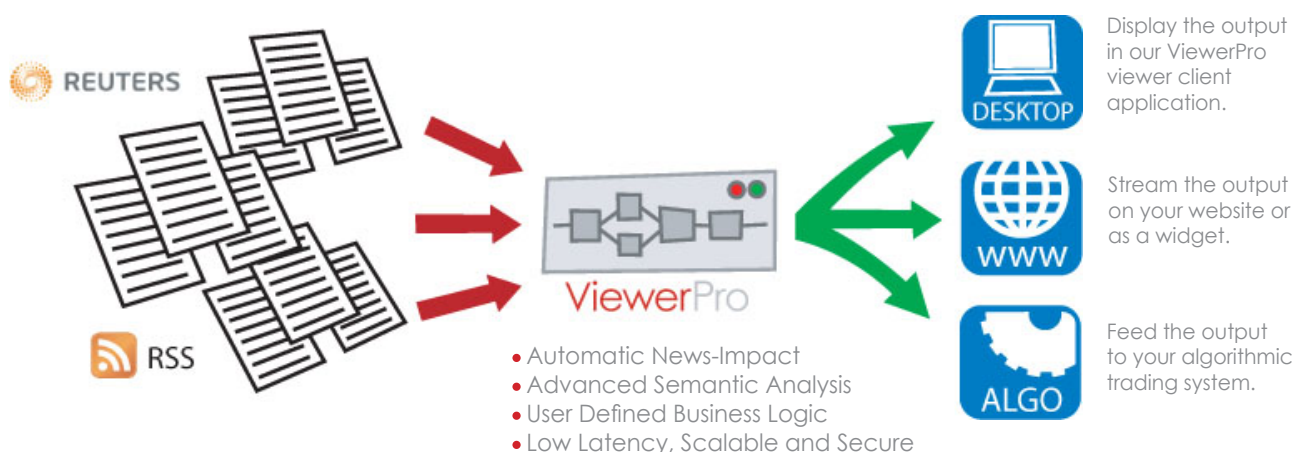 REUTERS
RSS
ViewerPro
• Automatic News-Impact
• Advanced Semantic Analysis
• User Defined Business Logic
• Low Latency, Scalable and Secure
DESKTOP
Display the output
in our ViewerPro
viewer client
application.
WWW
Stream the output
on your website or
as a widget.
ALGO
Feed the output
to your algorithmic
trading system.